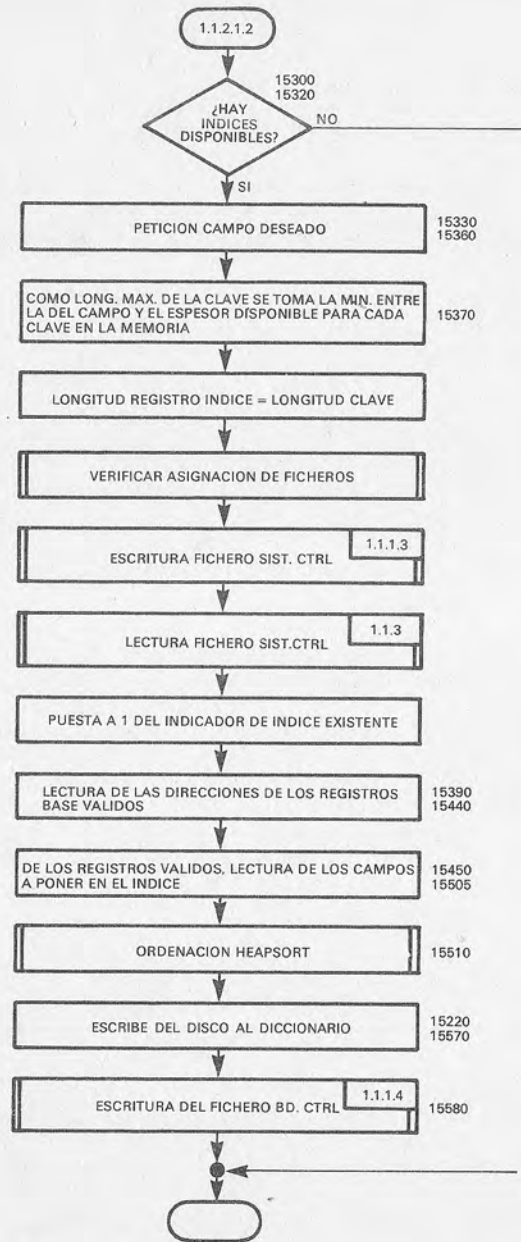 1.1.2.1.2
15300
15320
¿HAY
INDICES
DISPONIBLES?
NO
SI
PETICION CAMPO DESEADO
15330
15360
COMO LONG. MAX. DE LA CLAVE SE TOMA LA MIN. ENTRE
LA DEL CAMPO Y EL ESPESOR DISPONIBLE PARA CADA
CLAVE EN LA MEMORIA
15370
LONGITUD REGISTRO INDICE = LONGITUD CLAVE
VERIFICAR ASIGNACION DE FICHEROS
1.1.1.3
ESCRITURA FICHERO SIST. CTRL
1.1.3
LECTURA FICHERO SIST.CTRL
PUESTA A 1 DEL INDICADOR DE INDICE EXISTENTE
LECTURA DE LAS DIRECCIONES DE LOS REGISTROS
BASE VALIDOS
15390
15440
DE LOS REGISTROS VALIDOS, LECTURA DE LOS CAMPOS
A PONER EN EL INDICE
15450
15505
ORDENACION HEAPSORT
15510
ESCRIBE DEL DISCO AL DICCIONARIO
15220
15570
1.1.1.4
ESCRITURA DEL FICHERO BD. CTRL
15580